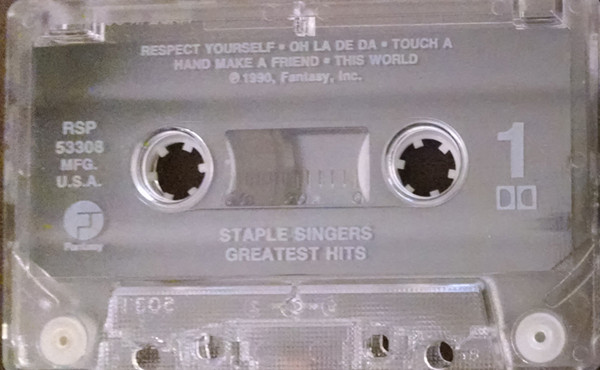 RESPECT YOURSELF • OH LA DE DA • TOUCH A
HAND MAKE A FRIEND • THIS WORLD
℗ 1990, Fantasy, Inc.
RSP
53308
MFG.
U.S.A.
1
Fantasy
STAPLE SINGERS
GREATEST HITS